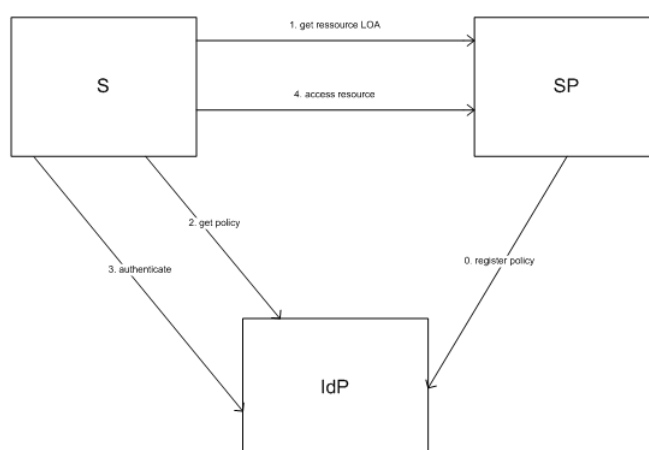 1. get ressource LOA
S
SP
4. access resource
2. get policy
0. register policy
3. authenticate
IdP